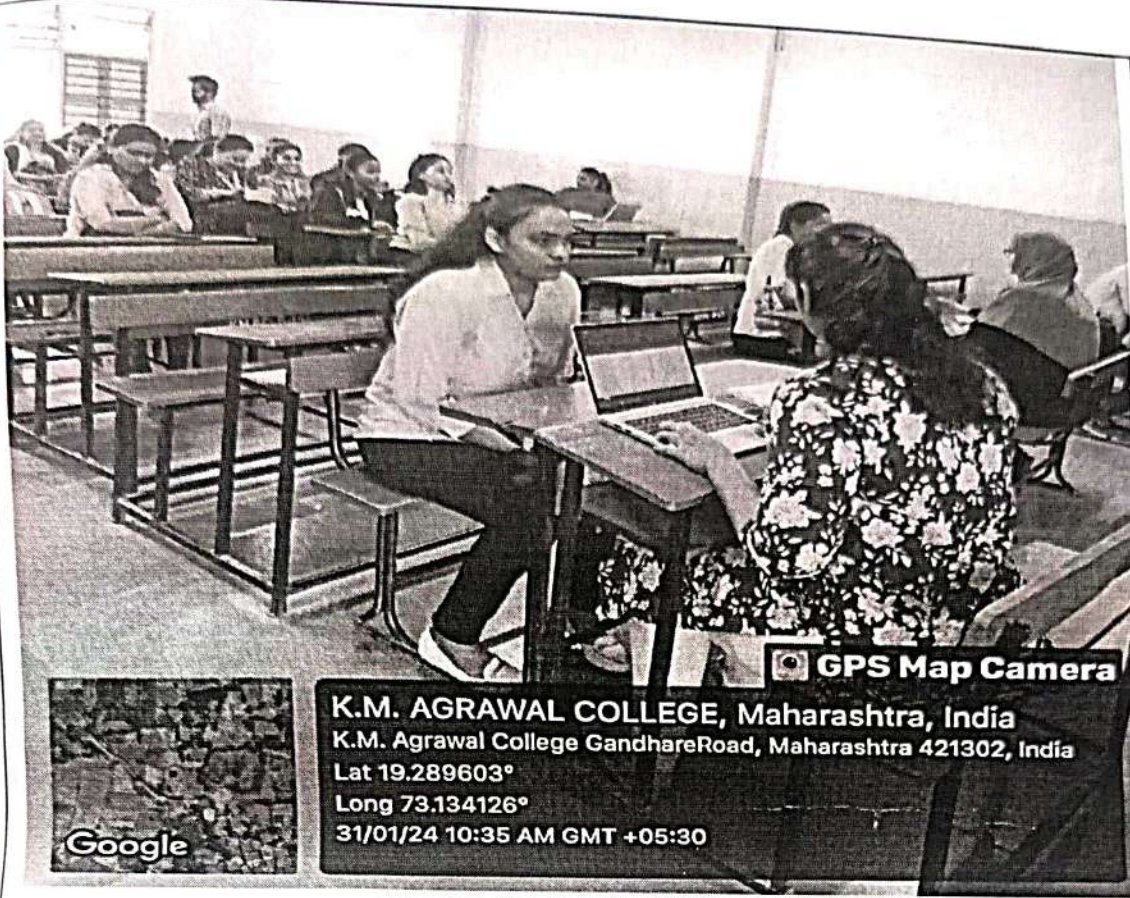 GPS Map Camera
K.M. AGRAWAL COLLEGE, Maharashtra, India
K.M. Agrawal College GandhareRoad, Maharashtra 421302, India
Lat 19.289603°
Long 73.134126°
31/01/24 10:35 AM GMT +05:30
Google